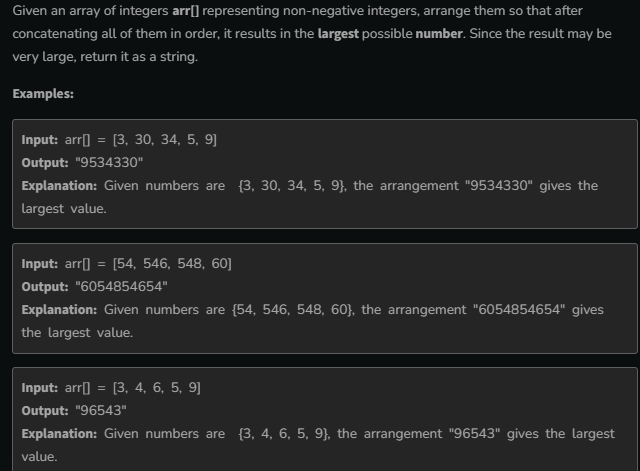 Given an array of integers arr[] representing non-negative integers, arrange them so that after
concatenating all of them in order, it results in the largest possible number. Since the result may be
very large, return it as a string.
Examples:
Input: arr[] = [3, 30, 34, 5, 9]
Output: "9534330"
Explanation: Given numbers are {3, 30, 34, 5, 9}, the arrangement "9534330" gives the
largest value.
Input: arr[] = [54, 546, 548, 60]
Output: "6054854654"
Explanation: Given numbers are {54, 546, 548, 60}, the arrangement "6054854654" gives
the largest value.
Input: arr[] = [3, 4, 6, 5, 9]
Output: "96543"
Explanation: Given numbers are {3, 4, 6, 5, 9}, the arrangement "96543" gives the largest
value.